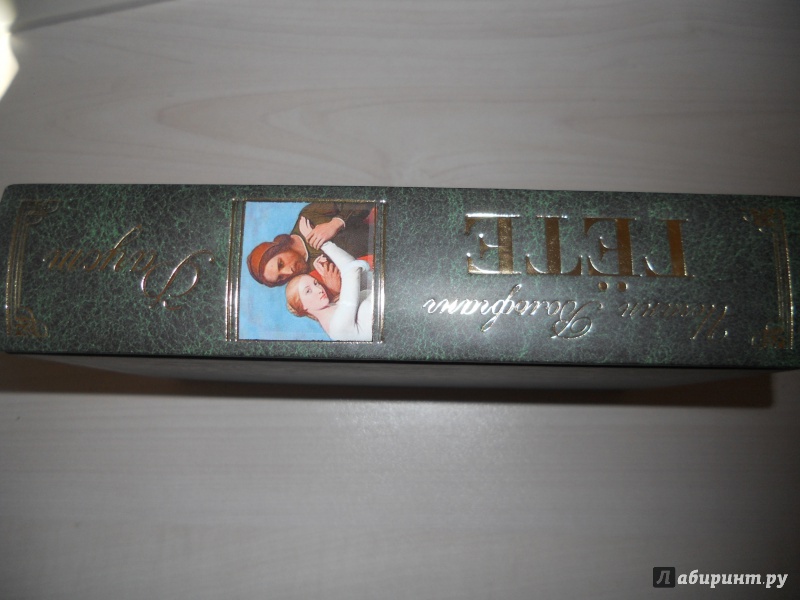 Иоганн Вольфганг
ГЁТЕ
Фауст
Лабиринт.ру